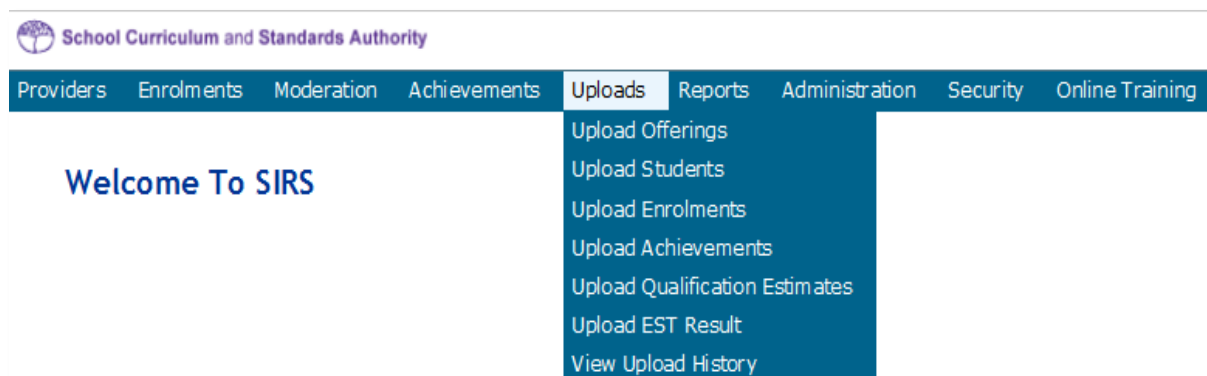 School Curriculum and Standards Authority
Providers Enrolments Moderation Achievements Uploads Reports Administration Security Online Training
Welcome To SIRS
Upload Offerings
Upload Students
Upload Enrolments
Upload Achievements
Upload Qualification Estimates
Upload EST Result
View Upload History